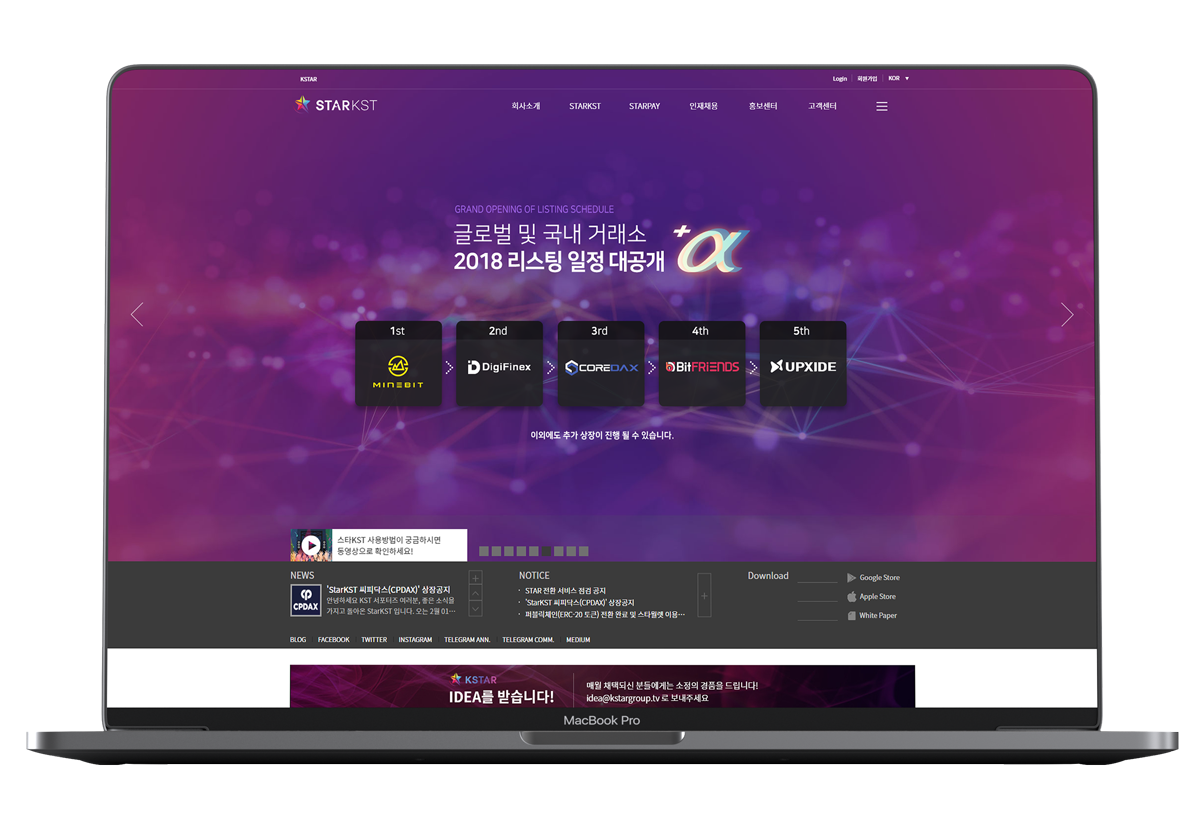 KSTAR
Login 회원가입 KOR ▼
STARKST
회사소개 STARKST STARPAY 인재채용 홍보센터 고객센터
GRAND OPENING OF LISTING SCHEDULE
글로벌 및 국내 거래소
2018 리스팅 일정 대공개
+α
1st 2nd 3rd 4th 5th
MINEBIT DigiFinex COREDAX BitFRIENDS UPXIDE
이외에도 추가 상장이 진행 될 수 있습니다.
스타KST 사용방법이 궁금하시면
동영상으로 확인하세요!
NEWS
CPDAX
'StarKST 씨피닥스(CPDAX)' 상장공지
안녕하세요 KST 서포터즈 여러분, 좋은 소식을
가지고 돌아온 StarKST 입니다. 오는 2월 01···
NOTICE
· STAR 전환 서비스 점검 공지
· 'StarKST 씨피닥스(CPDAX)' 상장공지
· 퍼블릭체인(ERC-20 토큰) 전환 완료 및 스타월렛 이용···
Download
Google Store
Apple Store
White Paper
BLOG FACEBOOK TWITTER INSTAGRAM TELEGRAM ANN. TELEGRAM COMM. MEDIUM
KSTAR
IDEA를 받습니다!
매월 채택되신 분들에게는 소정의 경품을 드립니다!
idea@kstargroup.tv 로 보내주세요
MacBook Pro